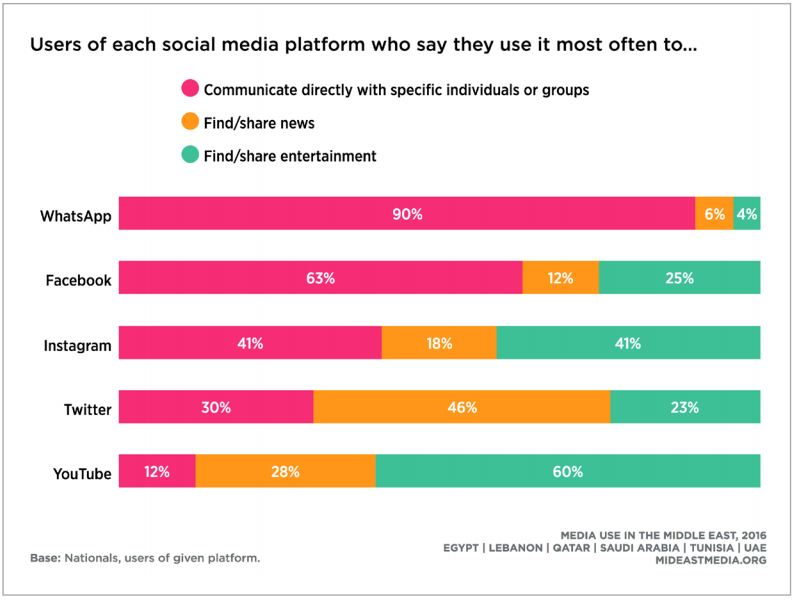 Users of each social media platform who say they use it most often to...
Communicate directly with specific individuals or groups
Find/share news
Find/share entertainment
WhatsApp 90% 6% 4%
Facebook 63% 12% 25%
Instagram 41% 18% 41%
Twitter 30% 46% 23%
YouTube 12% 28% 60%
Base: Nationals, users of given platform.
MEDIA USE IN THE MIDDLE EAST, 2016
EGYPT | LEBANON | QATAR | SAUDI ARABIA | TUNISIA | UAE
MIDEASTMEDIA.ORG